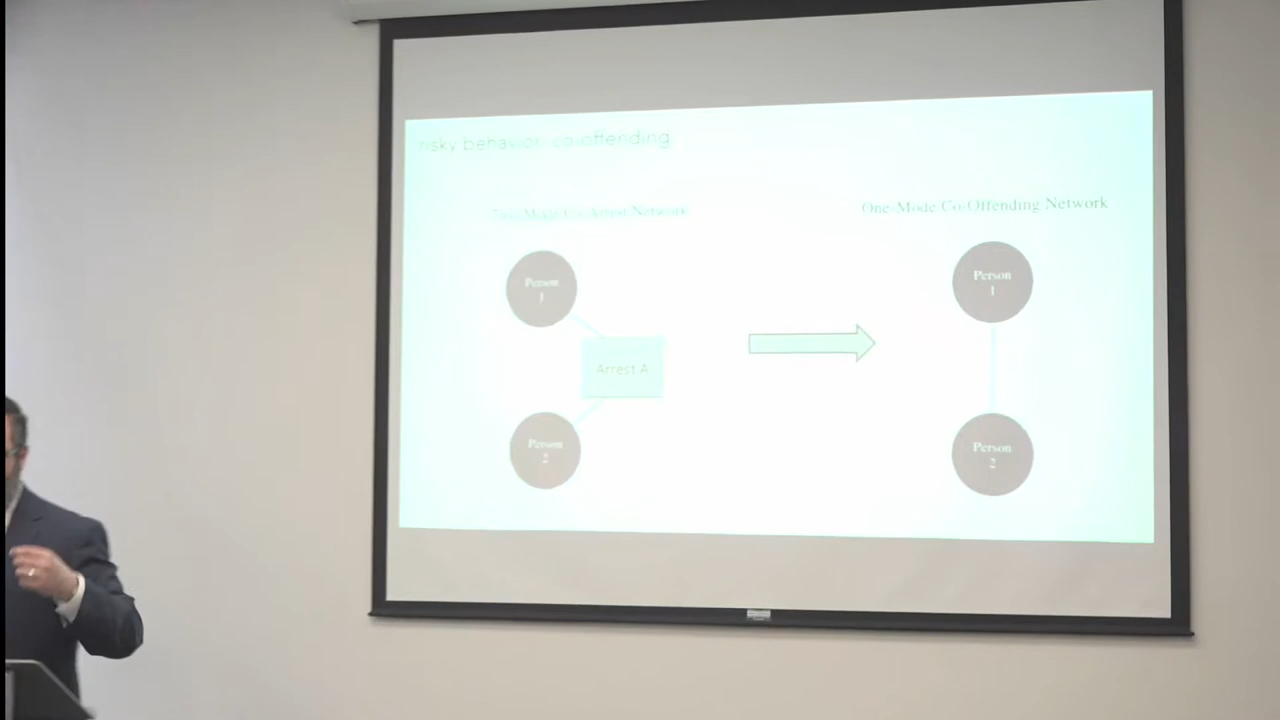 risky behavior: co-offending
Two-Mode Co-Arrest Network
One-Mode Co-Offending Network
Person
1
Arrest A
Person
2
Person
1
Person
2